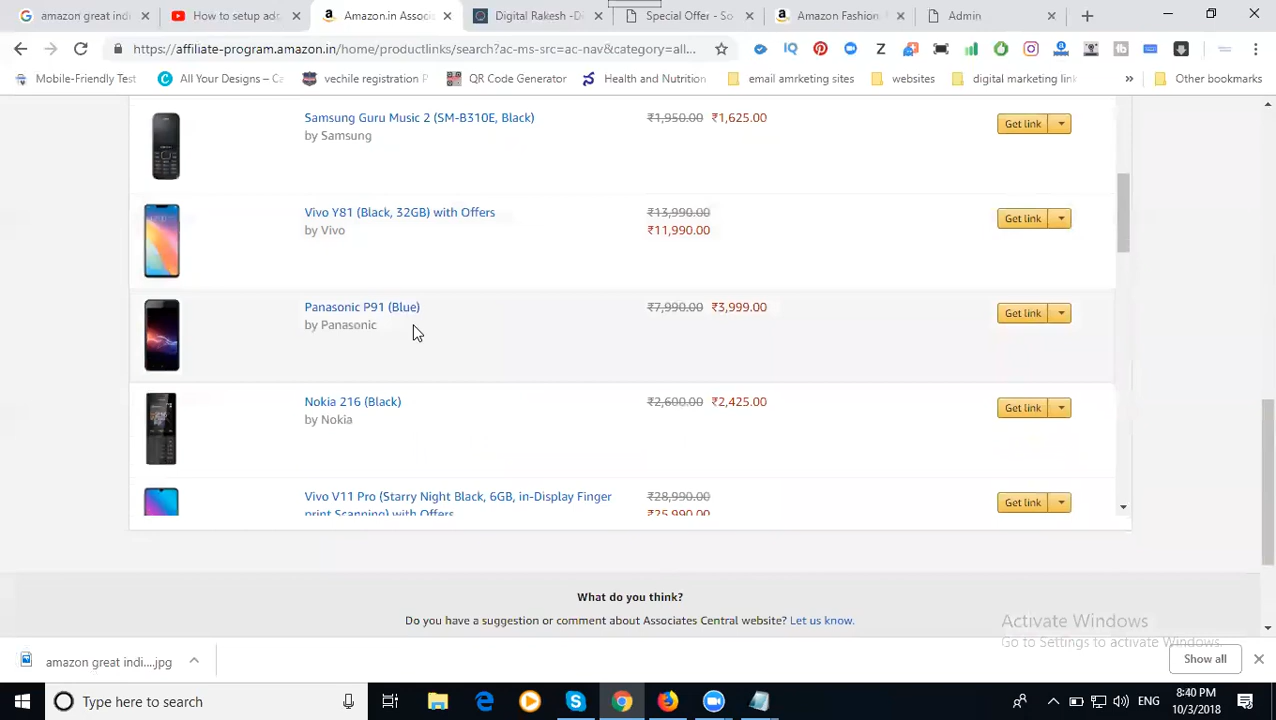 amazon great indi
How to setup ad
Amazon.in Associ
Digital Rakesh -Di
Special Offer - So
Amazon Fashion
Admin
https://affiliate-program.amazon.in/home/productlinks/search?ac-ms-src=ac-nav&category=all...
Mobile-Friendly Test
All Your Designs – Ca
vechile registration P
QR Code Generator
Health and Nutrition
email amrketing sites
websites
digital marketing link
»
Other bookmarks
Samsung Guru Music 2 (SM-B310E, Black)
by Samsung
₹1,950.00 ₹1,625.00
Get link
Vivo Y81 (Black, 32GB) with Offers
by Vivo
₹13,990.00
₹11,990.00
Get link
Panasonic P91 (Blue)
by Panasonic
₹7,990.00 ₹3,999.00
Get link
Nokia 216 (Black)
by Nokia
₹2,600.00 ₹2,425.00
Get link
Vivo V11 Pro (Starry Night Black, 6GB, in-Display Finger
print Scanning) with Offers
₹28,990.00
₹25,990.00
Get link
What do you think?
Do you have a suggestion or comment about Associates Central website? Let us know.
Activate Windows
Go to Settings to activate Windows.
amazon great indi....jpg
Show all
Type here to search
ENG
8:40 PM
10/3/2018